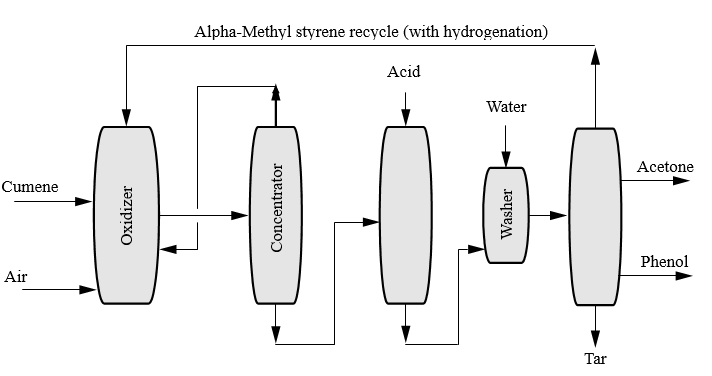 Alpha-Methyl styrene recycle (with hydrogenation)
Acid
Water
Cumene
Air
Oxidizer
Concentrator
Washer
Acetone
Phenol
Tar